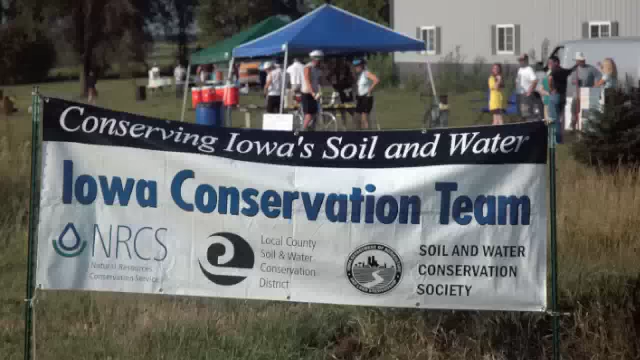 Conserving Iowa's Soil and Water
Iowa Conservation Team
NRCS
Natural Resources
Conservation Service
Local County
Soil & Water
Conservation
District
SOIL AND WATER
CONSERVATION
SOCIETY